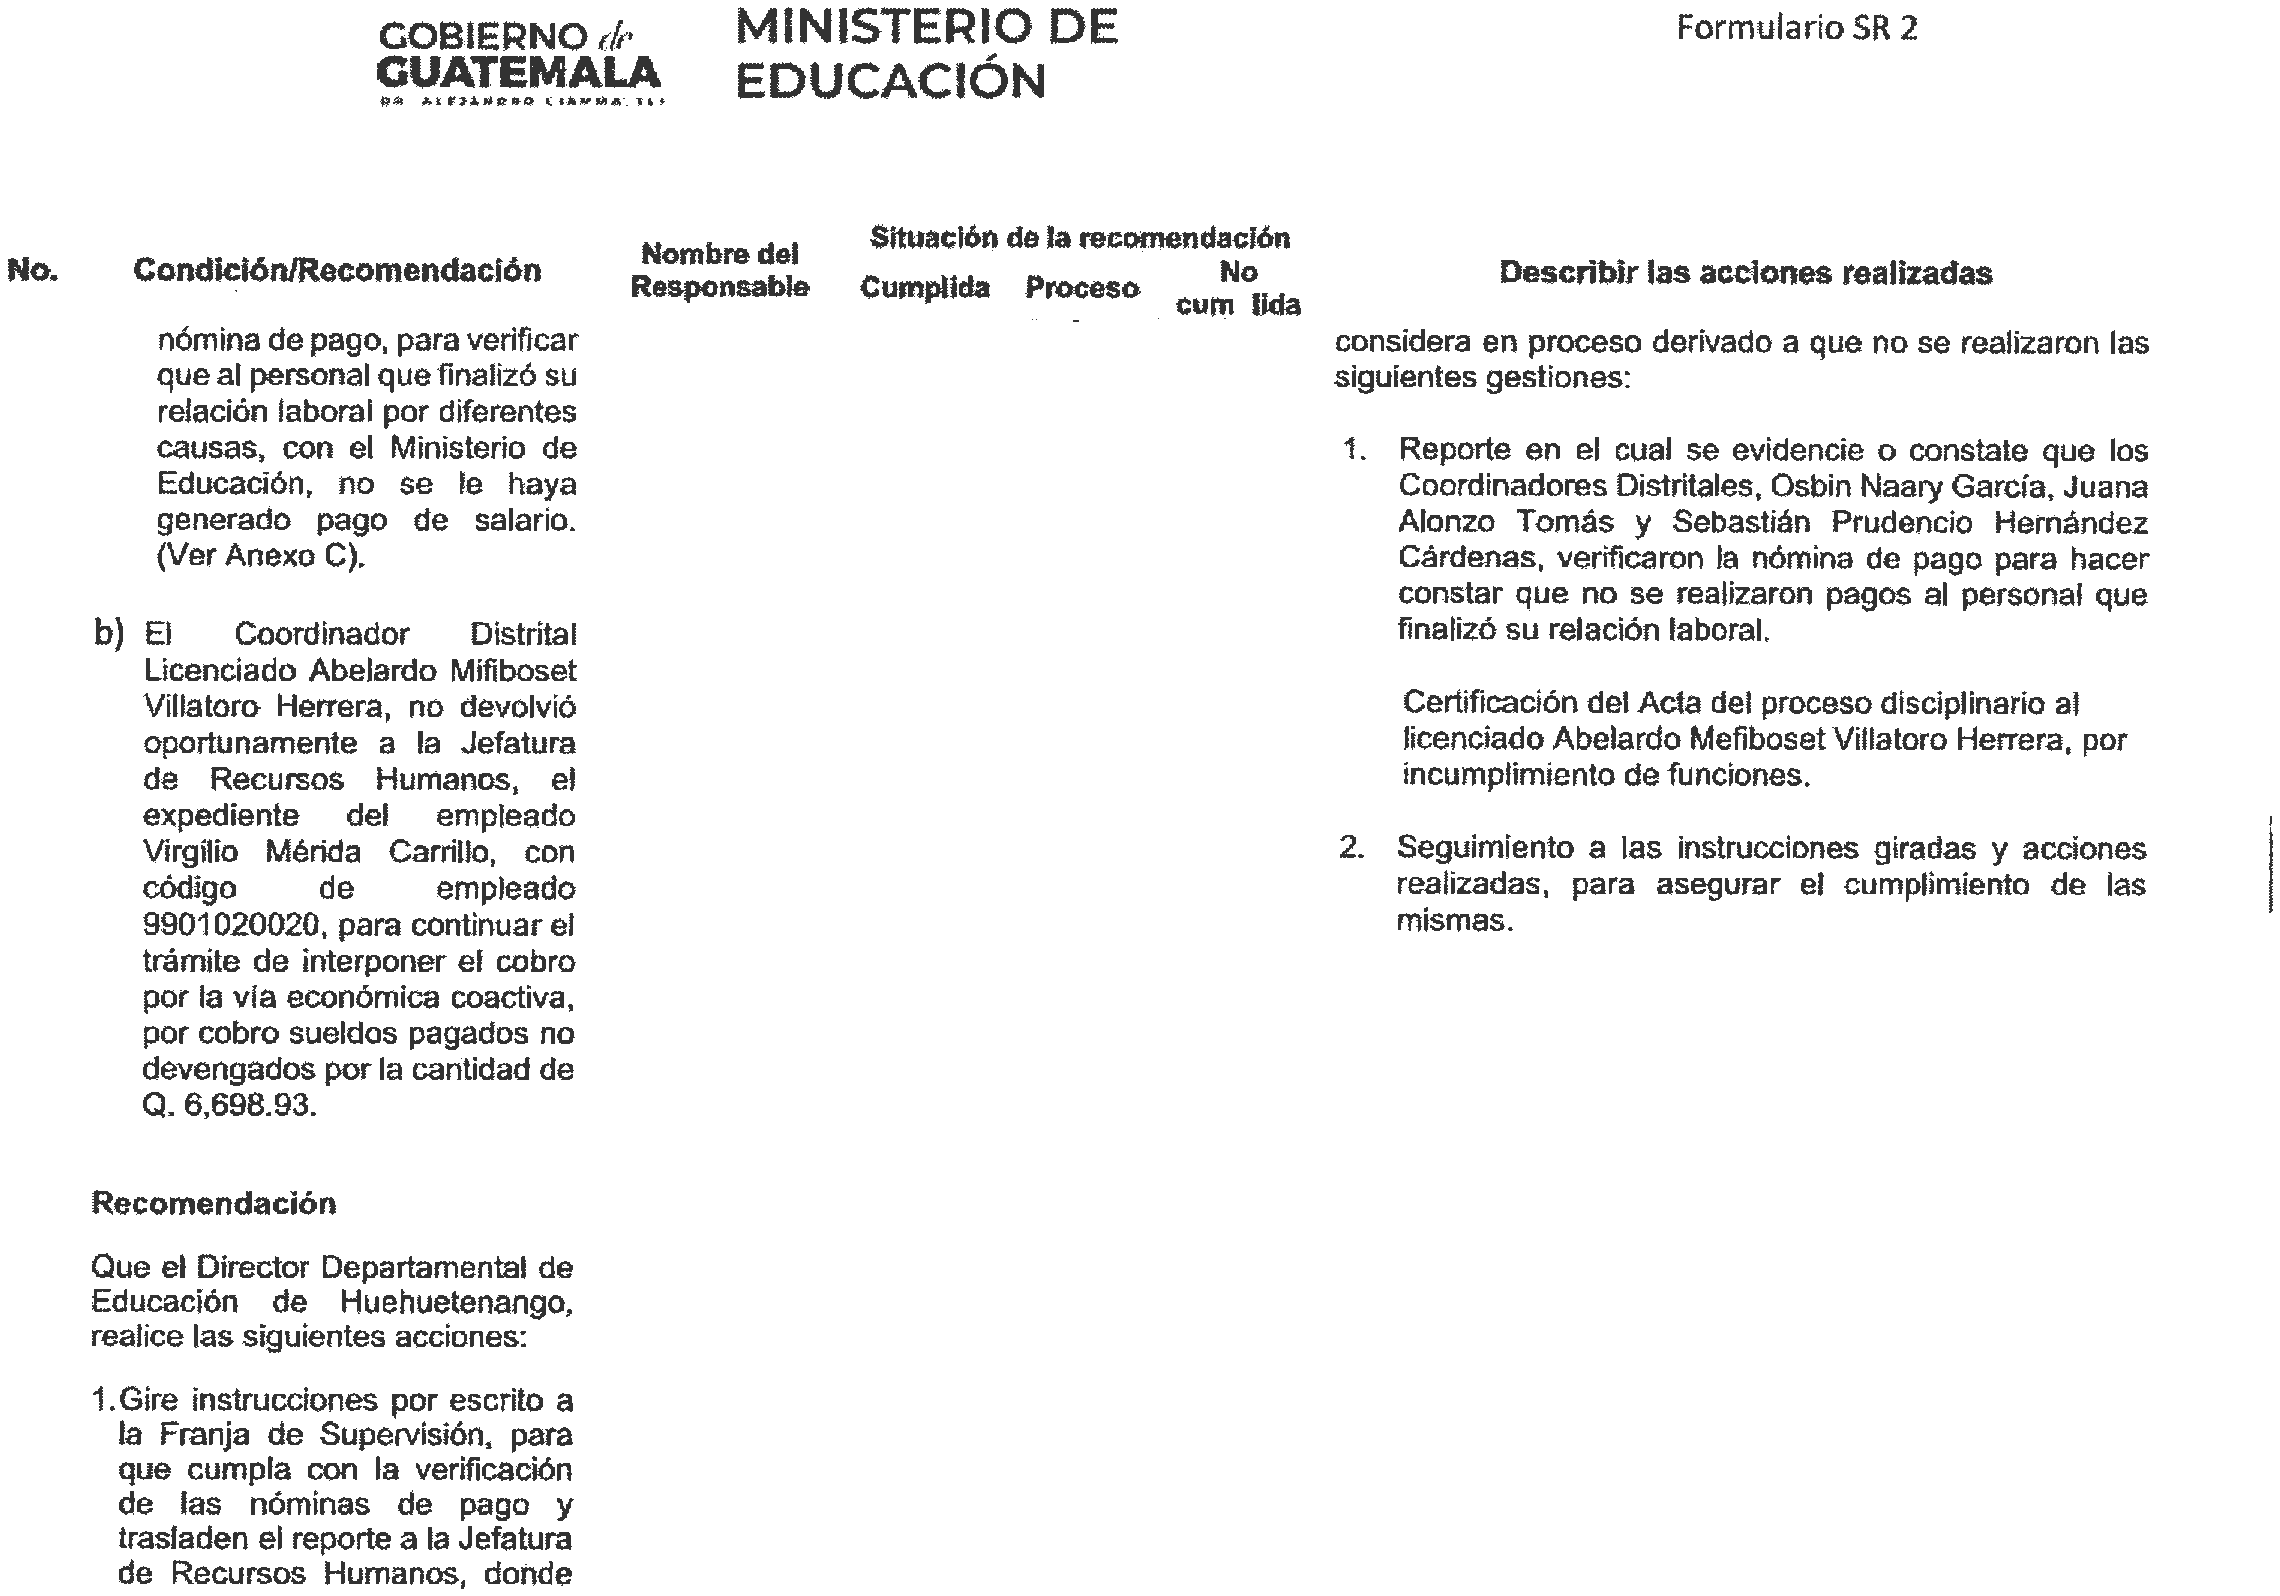 GOBIERNO de
GUATEMALA
MINISTERIO DE
EDUCACIÓN
Formulario SR 2
No.
Condición/Recomendación
Nombre del
Responsable
Situación de la recomendación
Cumplida
Proceso
No
cum lida
Describir las acciones realizadas
nómina de pago, para verificar
que al personal que finalizó su
relación laboral por diferentes
causas, con el Ministerio de
Educación, no se le haya
generado pago de salario.
(Ver Anexo C).
b) El Coordinador Distrital
Licenciado Abelardo Mifiboset
Villatoro Herrera, no devolvió
oportunamente a la Jefatura
de Recursos Humanos, el
expediente del empleado
Virgilio Mérida Carrillo, con
código de empleado
9901020020, para continuar el
trámite de interponer el cobro
por la vía económica coactiva,
por cobro sueldos pagados no
devengados por la cantidad de
Q. 6,698.93.
Recomendación
Que el Director Departamental de
Educación de Huehuetenango,
realice las siguientes acciones:
1. Gire instrucciones por escrito a
la Franja de Supervisión, para
que cumpla con la verificación
de las nóminas de pago y
trasladen el reporte a la Jefatura
de Recursos Humanos, donde
considera en proceso derivado a que no se realizaron las
siguientes gestiones:
1. Reporte en el cual se evidencie o constate que los
Coordinadores Distritales, Osbin Naary García, Juana
Alonzo Tomás y Sebastián Prudencio Hernández
Cárdenas, verificaron la nómina de pago para hacer
constar que no se realizaron pagos al personal que
finalizó su relación laboral.
Certificación del Acta del proceso disciplinario al
licenciado Abelardo Mefiboset Villatoro Herrera, por
incumplimiento de funciones.
2. Seguimiento a las instrucciones giradas y acciones
realizadas, para asegurar el cumplimiento de las
mismas.